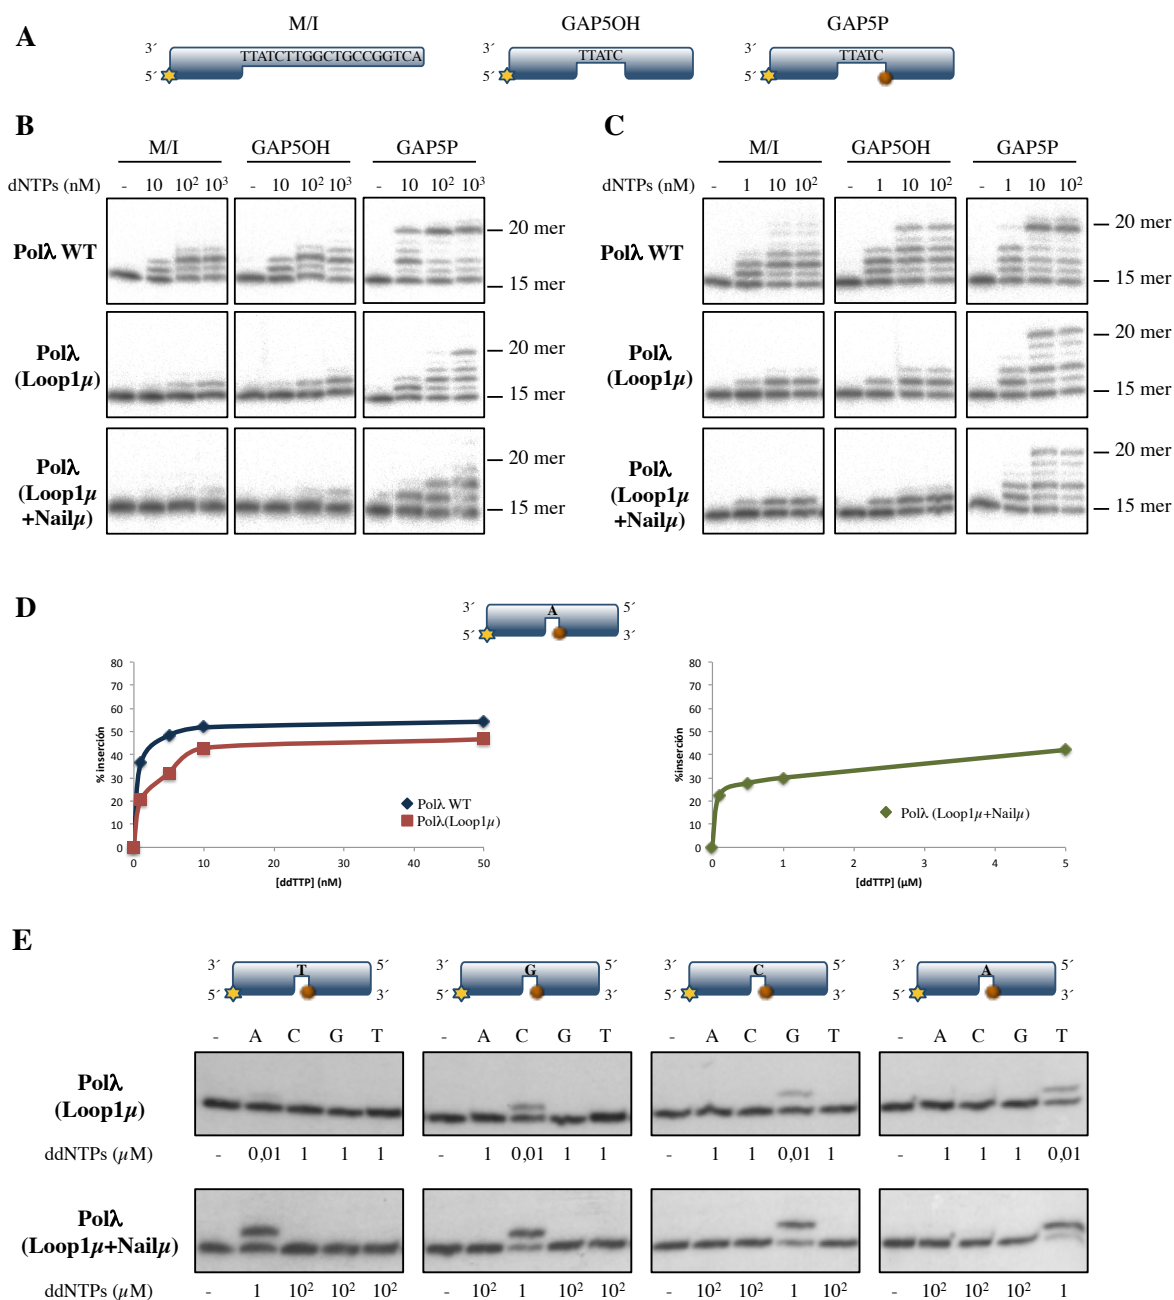 A
M/I GAP5OH GAP5P
3´ TTATCTTGGCTGCCGGTCA TTATC TTATC
5´ 5´ 5´
B
M/I GAP5OH GAP5P
dNTPs (nM) - 10 10² 10³ - 10 10² 10³ - 10 10² 10³
Polλ WT
20 mer
15 mer
Polλ
(Loop1μ)
20 mer
15 mer
Polλ
(Loop1μ
+Nailμ)
20 mer
15 mer
C
M/I GAP5OH GAP5P
dNTPs (nM) - 1 10 10² - 1 10 10² - 1 10 10²
Polλ WT
20 mer
15 mer
Polλ
(Loop1μ)
20 mer
15 mer
Polλ
(Loop1μ
+Nailμ)
20 mer
15 mer
D
3´ A 5´
5´ 3´
80
70
60
50
40
30
20
10
0
% inserción
0 10 20 30 40 50
[ddTTP] (nM)
Polλ WT
Polλ(Loop1μ)
80
70
60
50
40
30
20
10
0
%inserción
0 1 2 3 4 5
[ddTTP] (μM)
Polλ (Loop1μ+Nailμ)
E
3´ T 5´ 3´ G 5´ 3´ C 5´ 3´ A 5´
5´ 3´ 5´ 3´ 5´ 3´ 5´ 3´
- A C G T - A C G T - A C G T - A C G T
Polλ
(Loop1μ)
ddNTPs (μM) - 0,01 1 1 1 - 1 0,01 1 1 - 1 1 0,01 1 - 1 1 1 0,01
Polλ
(Loop1μ+Nailμ)
ddNTPs (μM) - 1 10² 10² 10² - 10² 1 10² 10² - 10² 10² 1 10² - 10² 10² 10² 1